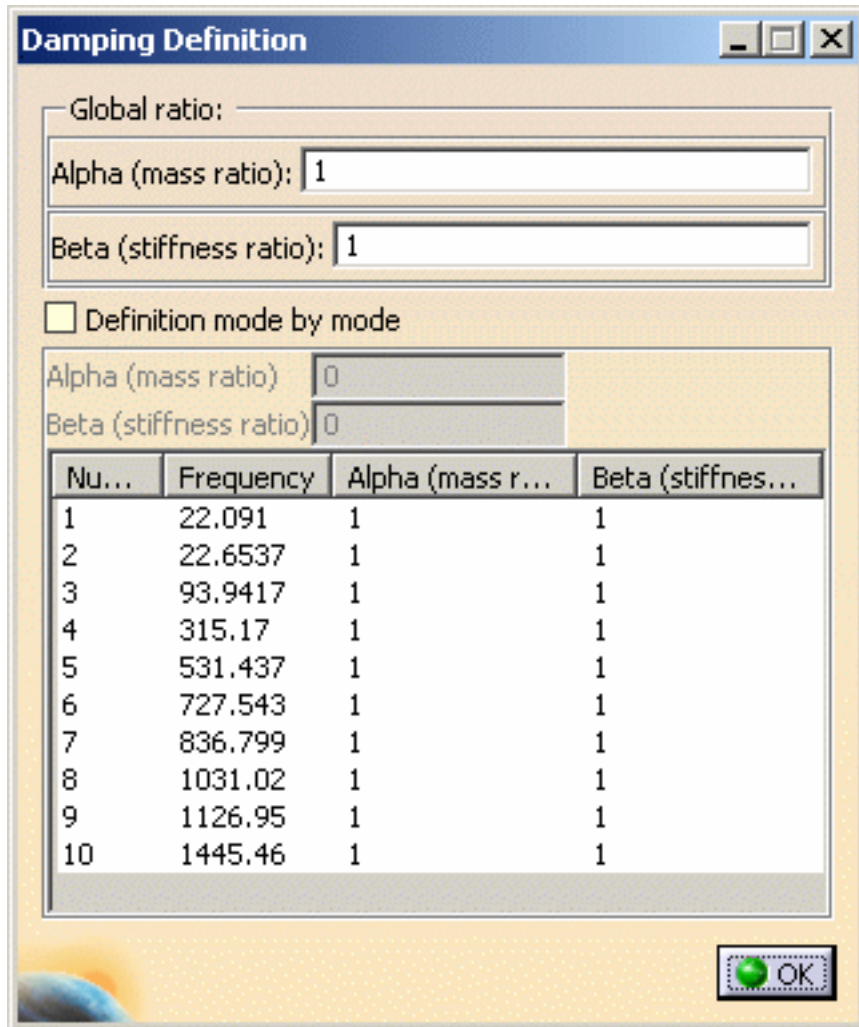 Damping Definition
Global ratio:
Alpha (mass ratio): 1
Beta (stiffness ratio): 1
Definition mode by mode
Alpha (mass ratio) 0
Beta (stiffness ratio) 0
Nu... Frequency Alpha (mass r... Beta (stiffnes...
1 22.091 1 1
2 22.6537 1 1
3 93.9417 1 1
4 315.17 1 1
5 531.437 1 1
6 727.543 1 1
7 836.799 1 1
8 1031.02 1 1
9 1126.95 1 1
10 1445.46 1 1
OK